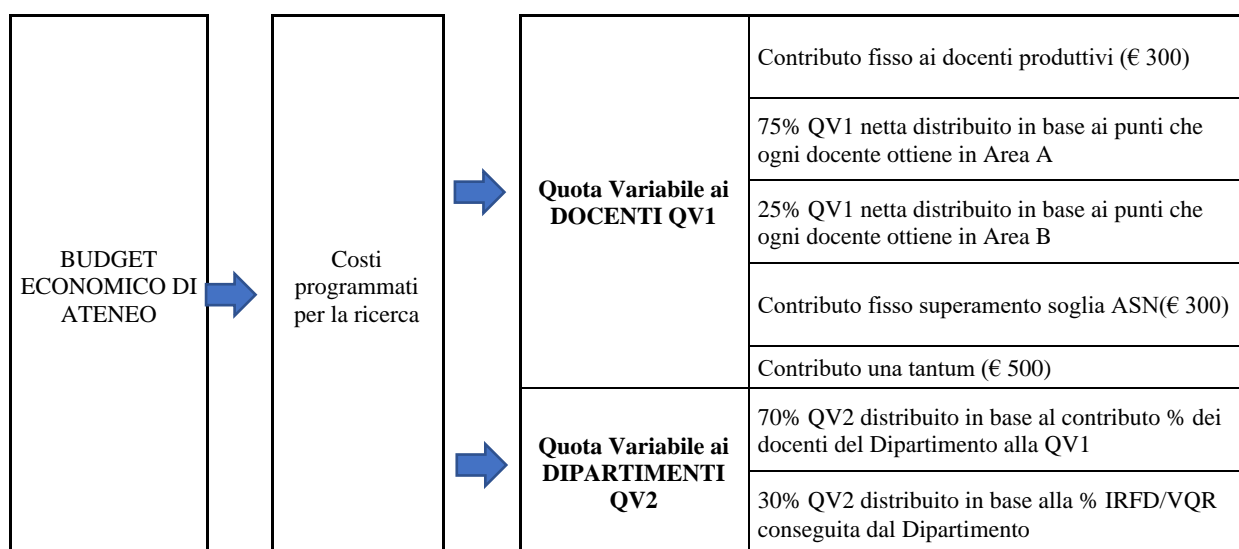 BUDGET
ECONOMICO DI
ATENEO
Costi
programmati
per la ricerca
Quota Variabile ai
DOCENTI QV1
Contributo fisso ai docenti produttivi (€ 300)
75% QV1 netta distribuito in base ai punti che
ogni docente ottiene in Area A
25% QV1 netta distribuito in base ai punti che
ogni docente ottiene in Area B
Contributo fisso superamento soglia ASN(€ 300)
Contributo una tantum (€ 500)
Quota Variabile ai
DIPARTIMENTI
QV2
70% QV2 distribuito in base al contributo % dei
docenti del Dipartimento alla QV1
30% QV2 distribuito in base alla % IRFD/VQR
conseguita dal Dipartimento